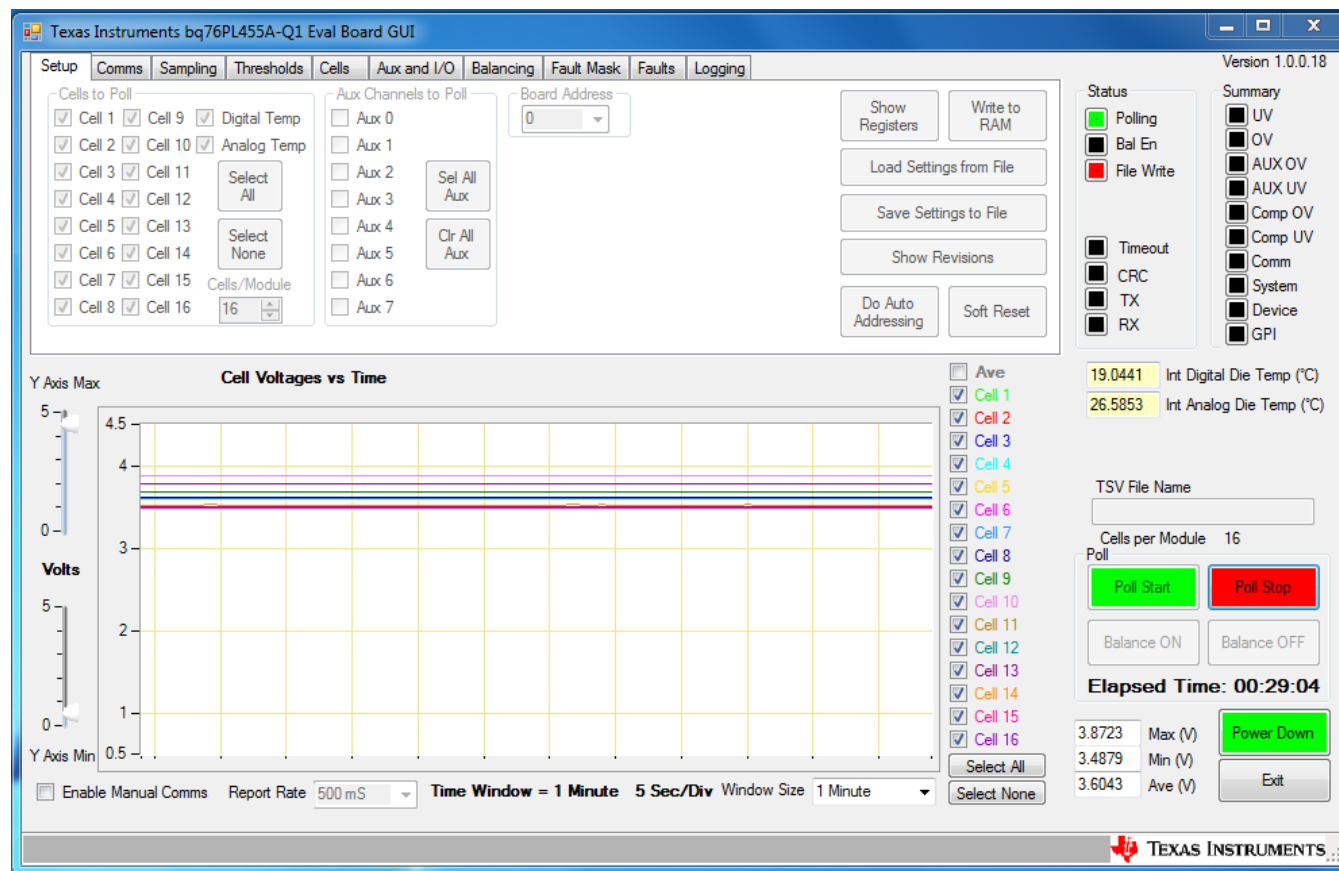 Texas Instruments bq76PL455A-Q1 Eval Board GUI
Setup Comms Sampling Thresholds Cells Aux and I/O Balancing Fault Mask Faults Logging
Version 1.0.0.18
Cells to Poll
Cell 1 Cell 9 Digital Temp
Cell 2 Cell 10 Analog Temp
Cell 3 Cell 11
Cell 4 Cell 12
Cell 5 Cell 13
Cell 6 Cell 14
Cell 7 Cell 15
Cell 8 Cell 16
Select
All
Select
None
Cells/Module
16
Aux Channels to Poll
Aux 0
Aux 1
Aux 2
Aux 3
Aux 4
Aux 5
Aux 6
Aux 7
Sel All
Aux
Clr All
Aux
Board Address
0
Show
Registers
Write to
RAM
Load Settings from File
Save Settings to File
Show Revisions
Do Auto
Addressing
Soft Reset
Status
Polling
Bal En
File Write
Timeout
CRC
TX
RX
Summary
UV
OV
AUX OV
AUX UV
Comp OV
Comp UV
Comm
System
Device
GPI
Y Axis Max
5
0
Volts
5
0
Y Axis Min
Cell Voltages vs Time
4.5
4
3
2
1
0.5
Ave
Cell 1
Cell 2
Cell 3
Cell 4
Cell 5
Cell 6
Cell 7
Cell 8
Cell 9
Cell 10
Cell 11
Cell 12
Cell 13
Cell 14
Cell 15
Cell 16
Select All
Select None
19.0441 Int Digital Die Temp (°C)
26.5853 Int Analog Die Temp (°C)
TSV File Name
Cells per Module 16
Poll
Poll Start Poll Stop
Balance ON Balance OFF
Elapsed Time: 00:29:04
3.8723 Max (V)
3.4879 Min (V)
3.6043 Ave (V)
Power Down
Exit
Enable Manual Comms Report Rate 500 mS Time Window = 1 Minute 5 Sec/Div Window Size 1 Minute
TEXAS INSTRUMENTS